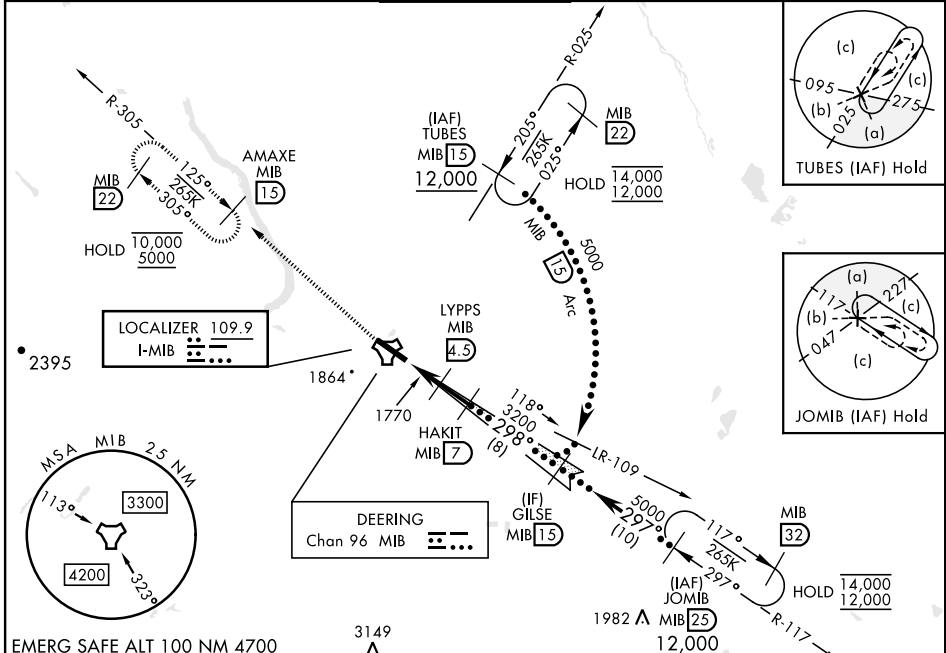 R-305
125°
265K
305°
MIB
22
AMAXE
MIB
15
HOLD 10,000
5000
R-025
(IAF)
TUBES
MIB 15
12,000
205°
265K
025°
MIB
22
HOLD 14,000
12,000
MIB
15
Arc
5000
(c)
095
275
(b)
025
(c)
(a)
TUBES (IAF) Hold
(a)
117
227
(b)
(c)
047
(c)
JOMIB (IAF) Hold
LOCALIZER 109.9
I-MIB
2395
1864
1770
LYPPS
MIB
4.5
HAKIT
MIB 7
118°
3200
298°
(8)
LR-109
(IF)
GILSE
MIB 15
5000
297°
(10)
117°
265K
297°
MIB
32
HOLD 14,000
12,000
R-117
(IAF)
JOMIB
MIB 25
12,000
1982
DEERING
Chan 96 MIB
MSA MIB 25 NM
113°
3300
4200
323°
EMERG SAFE ALT 100 NM 4700
3149